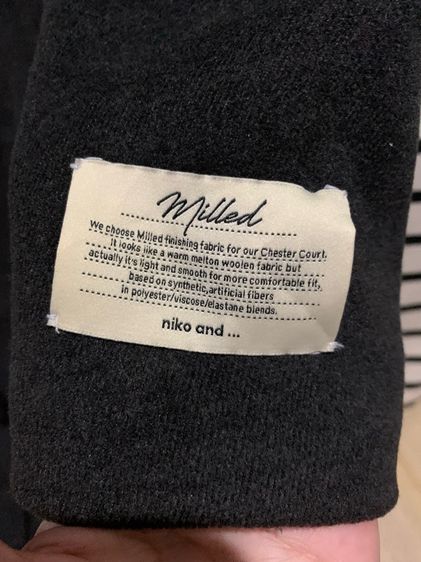 Milled
We choose Milled finishing fabric for our Chester Court.
It looks like a warm melton woolen fabric but
actually it's light and smooth for more comfortable fit,
based on synthetic,artificial fibers
in polyester/viscose/elastane blends.
niko and ...